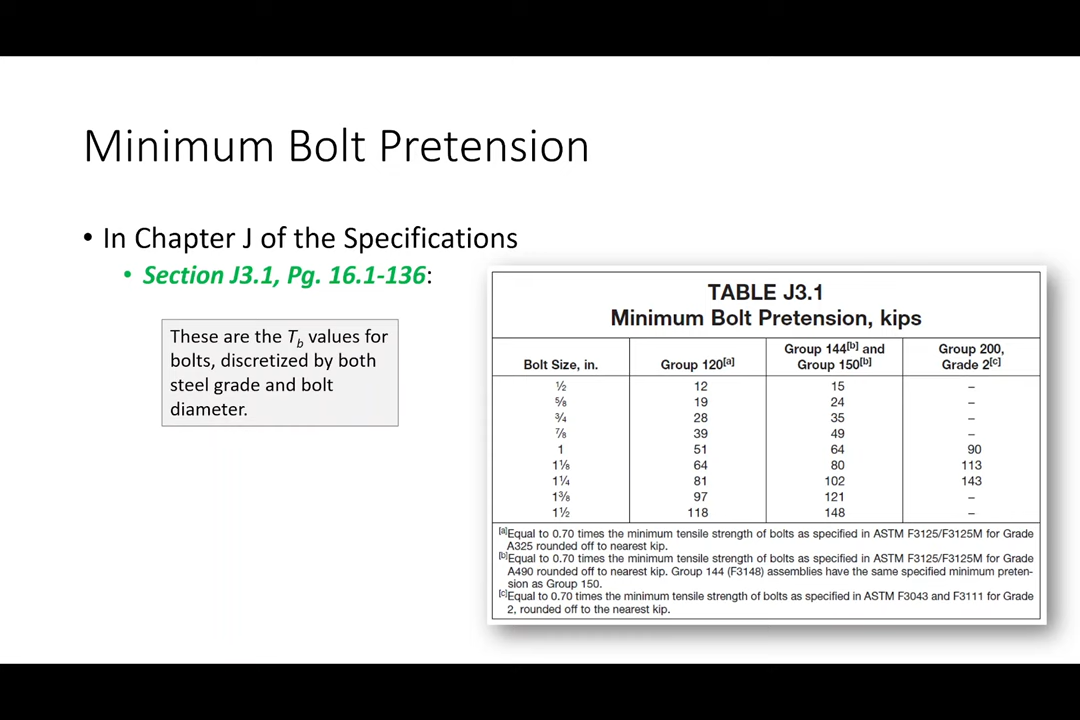 Minimum Bolt Pretension
• In Chapter J of the Specifications
• Section J3.1, Pg. 16.1-136:
These are the Tb values for
bolts, discretized by both
steel grade and bolt
diameter.
TABLE J3.1
Minimum Bolt Pretension, kips
Bolt Size, in. Group 120[a] Group 144[b] and Group 150[b] Group 200, Grade 2[c]
½ 12 15 –
⅝ 19 24 –
¾ 28 35 –
⅞ 39 49 –
1 51 64 90
1⅛ 64 80 113
1¼ 81 102 143
1⅜ 97 121 –
1½ 118 148 –
[a]Equal to 0.70 times the minimum tensile strength of bolts as specified in ASTM F3125/F3125M for Grade
A325 rounded off to nearest kip.
[b]Equal to 0.70 times the minimum tensile strength of bolts as specified in ASTM F3125/F3125M for Grade
A490 rounded off to nearest kip. Group 144 (F3148) assemblies have the same specified minimum preten-
sion as Group 150.
[c]Equal to 0.70 times the minimum tensile strength of bolts as specified in ASTM F3043 and F3111 for Grade
2, rounded off to the nearest kip.